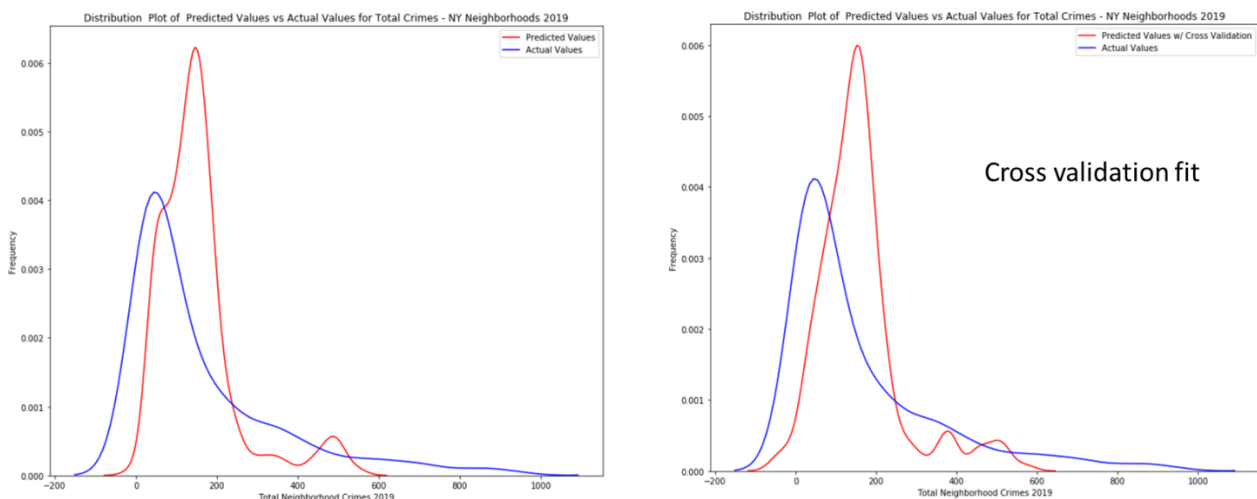 Distribution Plot of Predicted Values vs Actual Values for Total Crimes - NY Neighborhoods 2019
Predicted Values
Actual Values
0.006
0.005
0.004
0.003
0.002
0.001
0.000
Frequency
−200
0
200
400
600
800
1000
Total Neighborhood Crimes 2019
Distribution Plot of Predicted Values vs Actual Values for Total Crimes - NY Neighborhoods 2019
Predicted Values w/ Cross Validation
Actual Values
Cross validation fit
0.006
0.005
0.004
0.003
0.002
0.001
0.000
Frequency
−200
0
200
400
600
800
1000
Total Neighborhood Crimes 2019